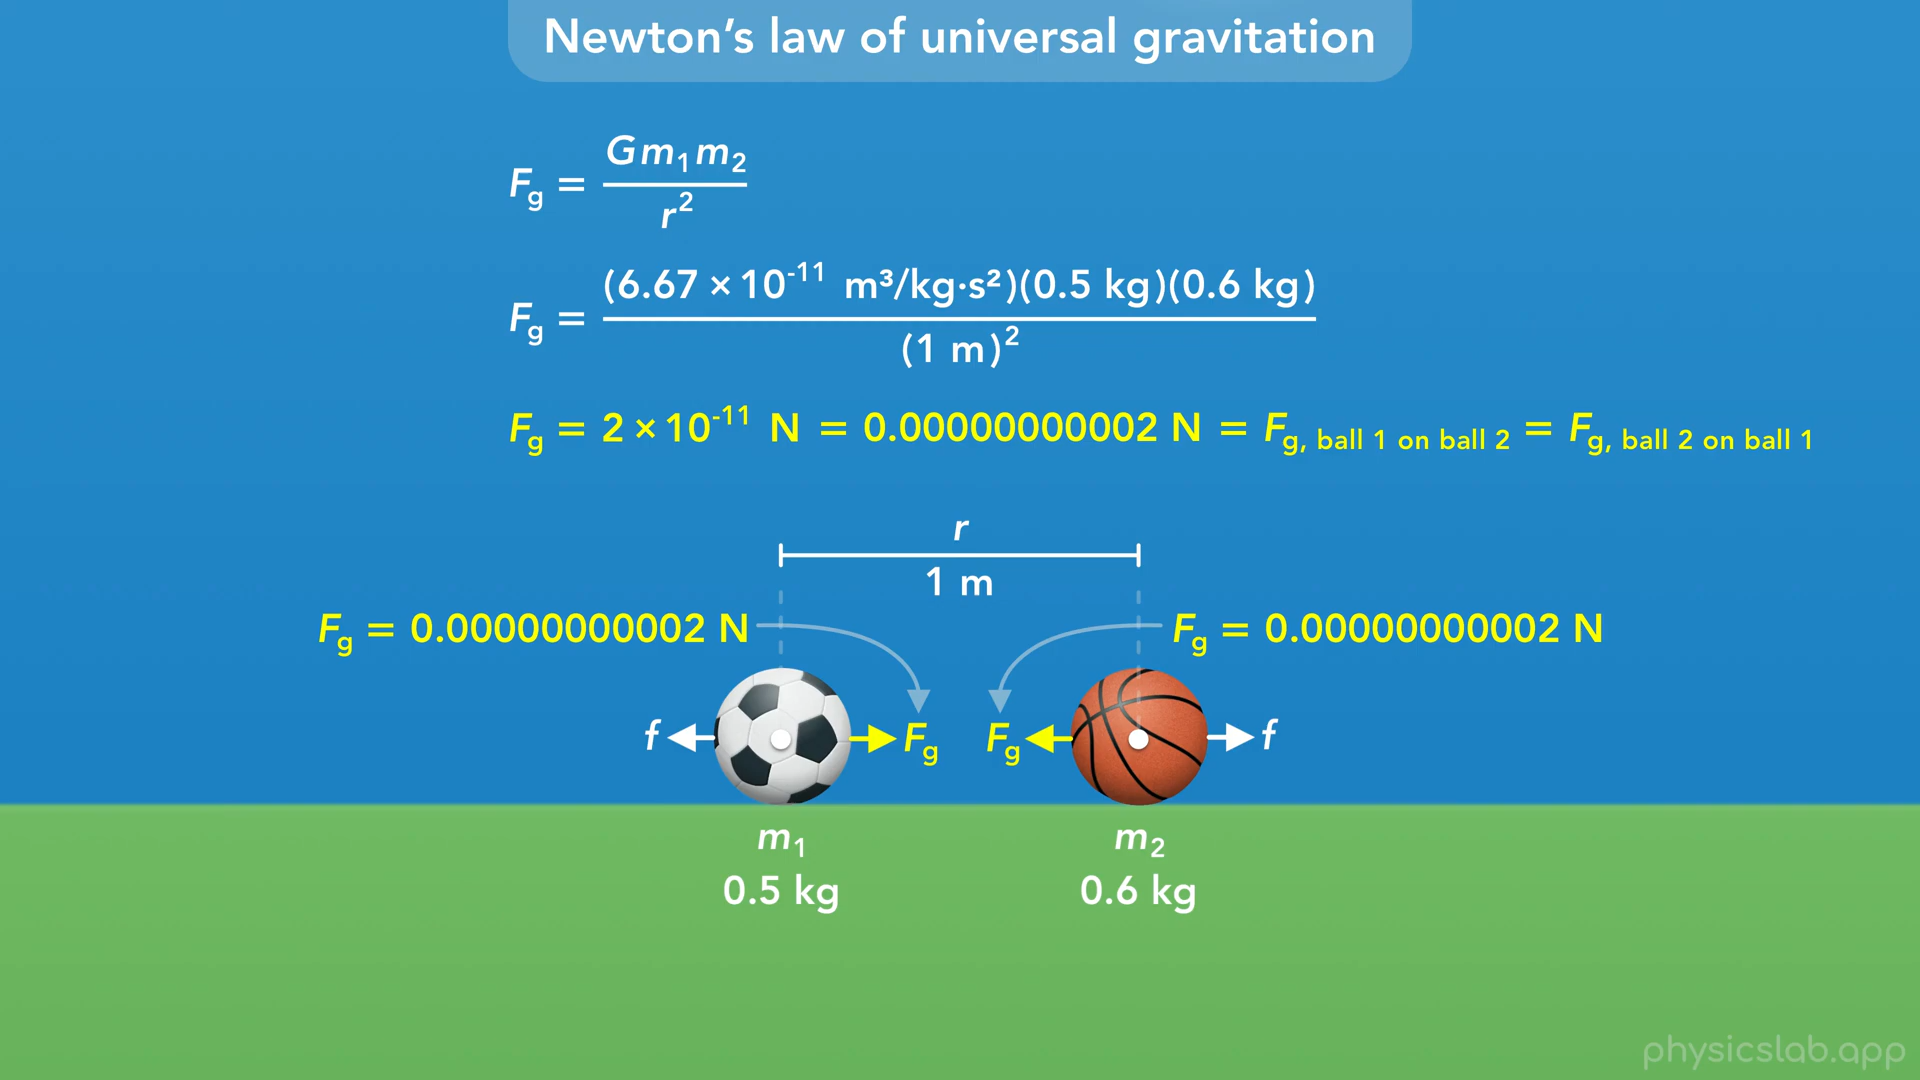 Newton's law of universal gravitation
Fg = Gm₁m₂ / r²
Fg = (6.67 × 10⁻¹¹ m³/kg·s²)(0.5 kg)(0.6 kg) / (1 m)²
Fg = 2 × 10⁻¹¹ N = 0.00000000002 N = Fg, ball 1 on ball 2 = Fg, ball 2 on ball 1
r
1 m
Fg = 0.00000000002 N Fg = 0.00000000002 N
f Fg Fg f
m₁ m₂
0.5 kg 0.6 kg
physicslab.app